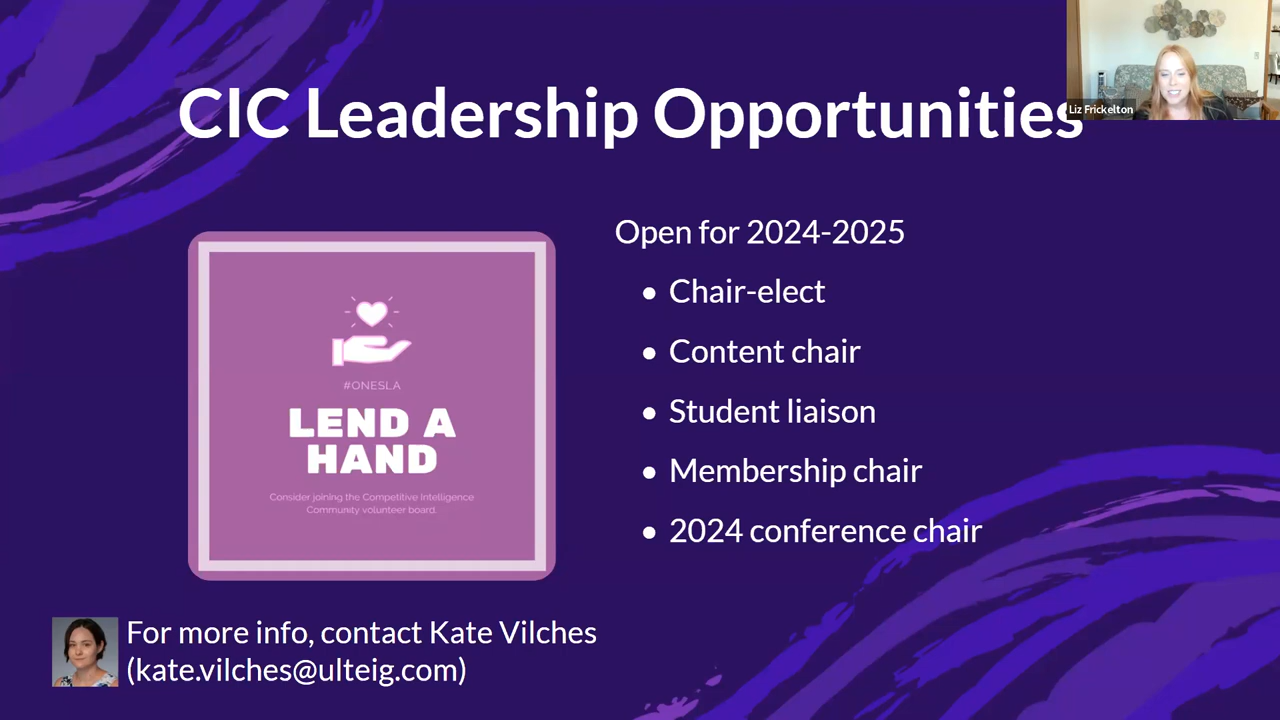 CIC Leadership Opportunities
Liz Frickelton
Open for 2024-2025
• Chair-elect
• Content chair
• Student liaison
• Membership chair
• 2024 conference chair
#ONESLA
LEND A
HAND
Consider joining the Competitive Intelligence
Community volunteer board.
For more info, contact Kate Vilches
(kate.vilches@ulteig.com)